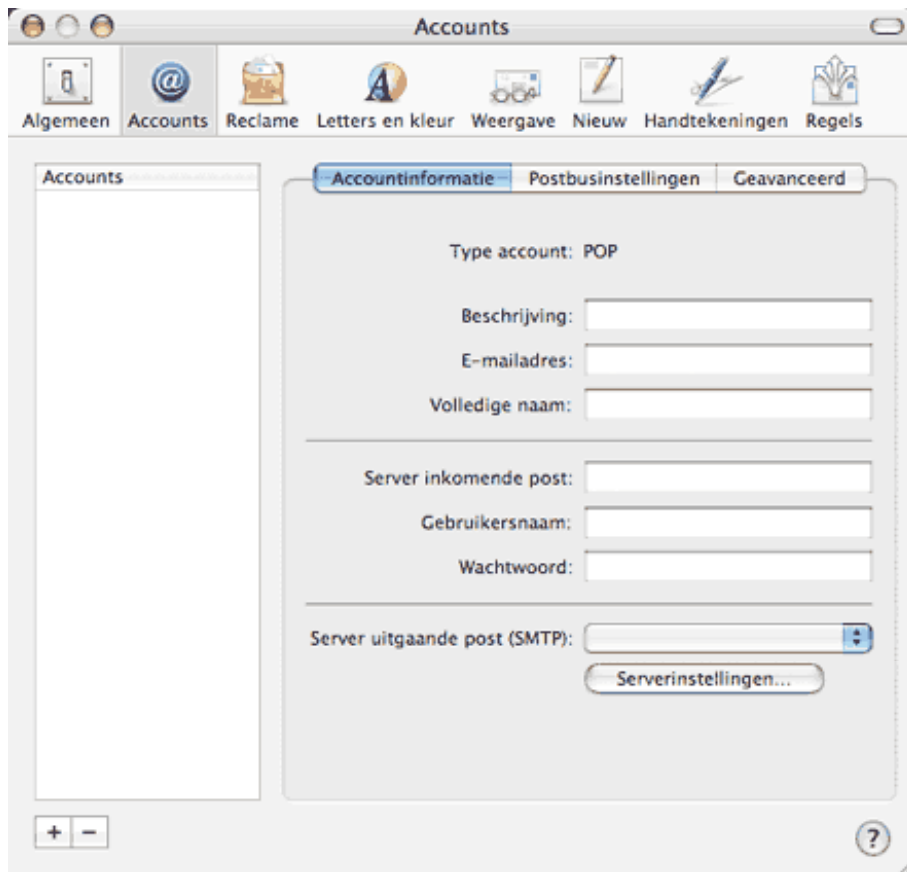 Accounts
Algemeen Accounts Reclame Letters en kleur Weergave Nieuw Handtekeningen Regels
Accounts
Accountinformatie Postbusinstellingen Geavanceerd
Type account: POP
Beschrijving:
E-mailadres:
Volledige naam:
Server inkomende post:
Gebruikersnaam:
Wachtwoord:
Server uitgaande post (SMTP):
Serverinstellingen...
+ − ?